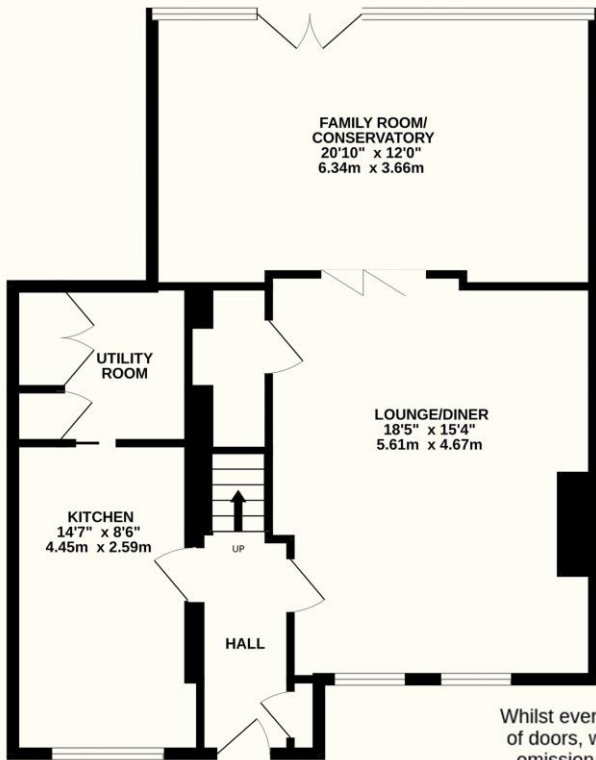 FAMILY ROOM/
CONSERVATORY
20'10" x 12'0"
6.34m x 3.66m
UTILITY
ROOM
LOUNGE/DINER
18'5" x 15'4"
5.61m x 4.67m
KITCHEN
14'7" x 8'6"
4.45m x 2.59m
UP
HALL
Whilst ever
of doors, w
omission